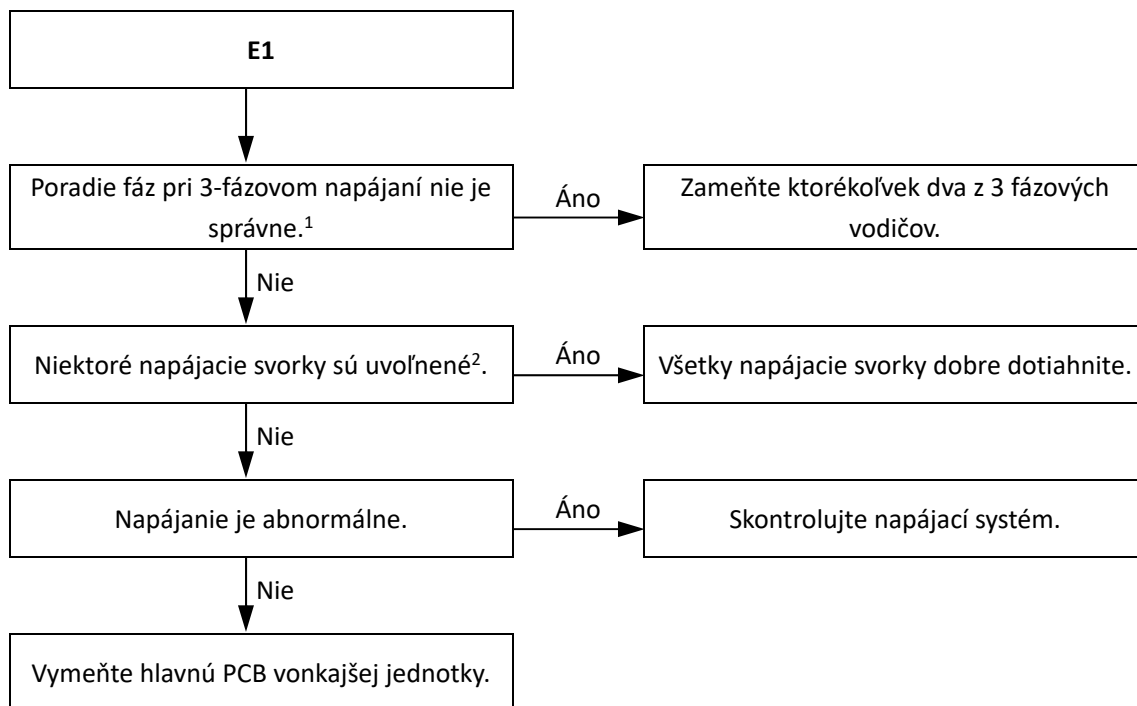 E1
Poradie fáz pri 3-fázovom napájaní nie je
správne.¹
Áno
Zameňte ktorékoľvek dva z 3 fázových
vodičov.
Nie
Niektoré napájacie svorky sú uvoľnené².
Áno
Všetky napájacie svorky dobre dotiahnite.
Nie
Napájanie je abnormálne.
Áno
Skontrolujte napájací systém.
Nie
Vymeňte hlavnú PCB vonkajšej jednotky.